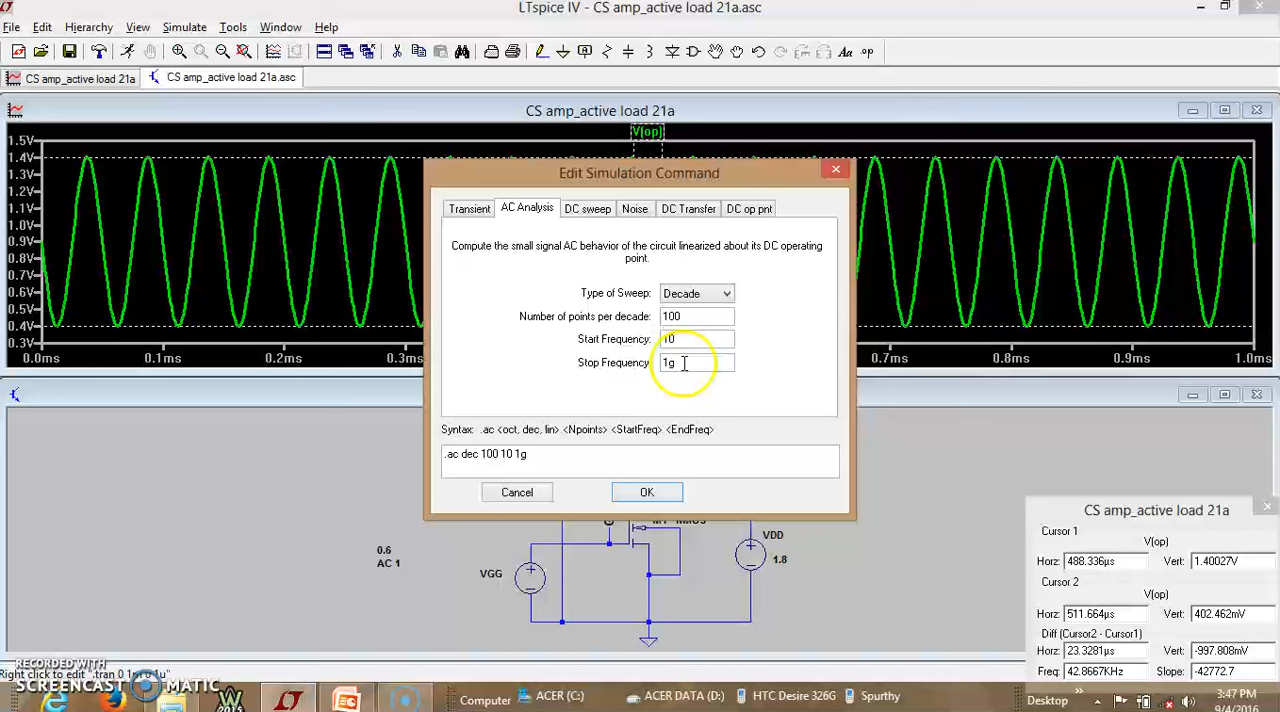 LTspice IV - CS amp_active load 21a.asc
File Edit Hierarchy View Simulate Tools Window Help
CS amp_active load 21a
CS amp_active load 21a.asc
CS amp_active load 21a
V(op)
1.5V
1.4V
1.3V
1.2V
1.1V
1.0V
0.9V
0.8V
0.7V
0.6V
0.5V
0.4V
0.3V
0.0ms 0.1ms 0.2ms 0.3ms 0.7ms 0.8ms 0.9ms 1.0ms
Edit Simulation Command
Transient AC Analysis DC sweep Noise DC Transfer DC op pnt
Compute the small signal AC behavior of the circuit linearized about its DC operating
point.
Type of Sweep: Decade
Number of points per decade: 100
Start Frequency: 10
Stop Frequency: 1g
Syntax: .ac <oct, dec, lin> <Npoints> <StartFreq> <EndFreq>
.ac dec 100 10 1g
Cancel OK
0.6
AC 1
VGG
VDD
1.8
CS amp_active load 21a
Cursor 1
V(op)
Horz: 488.336µs Vert: 1.40027V
Cursor 2
V(op)
Horz: 511.664µs Vert: 402.462mV
Diff (Cursor2 - Cursor1)
Horz: 23.3281µs Vert: -997.808mV
Freq: 42.8667KHz Slope: -42772.7
RECORDED WITH
SCREENCAST MATIC
Right click to edit ".tran 0 1m 0 1u"
Computer ACER (C:) ACER DATA (D:) HTC Desire 326G Spurthy
Desktop
3:47 PM
9/4/2016